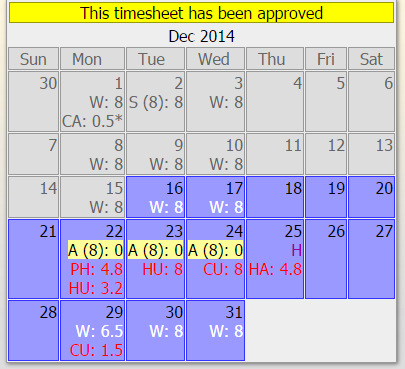 This timesheet has been approved
Dec 2014
Sun Mon Tue Wed Thu Fri Sat
30 1 2 3 4 5 6
W: 8 S (8): 8 W: 8
CA: 0.5*
7 8 9 10 11 12 13
W: 8 W: 8 W: 8
14 15 16 17 18 19 20
W: 8 W: 8 W: 8
21 22 23 24 25 26 27
A (8): 0 A (8): 0 A (8): 0 H
PH: 4.8 HU: 8 CU: 8 HA: 4.8
HU: 3.2
28 29 30 31
W: 6.5 W: 8 W: 8
CU: 1.5